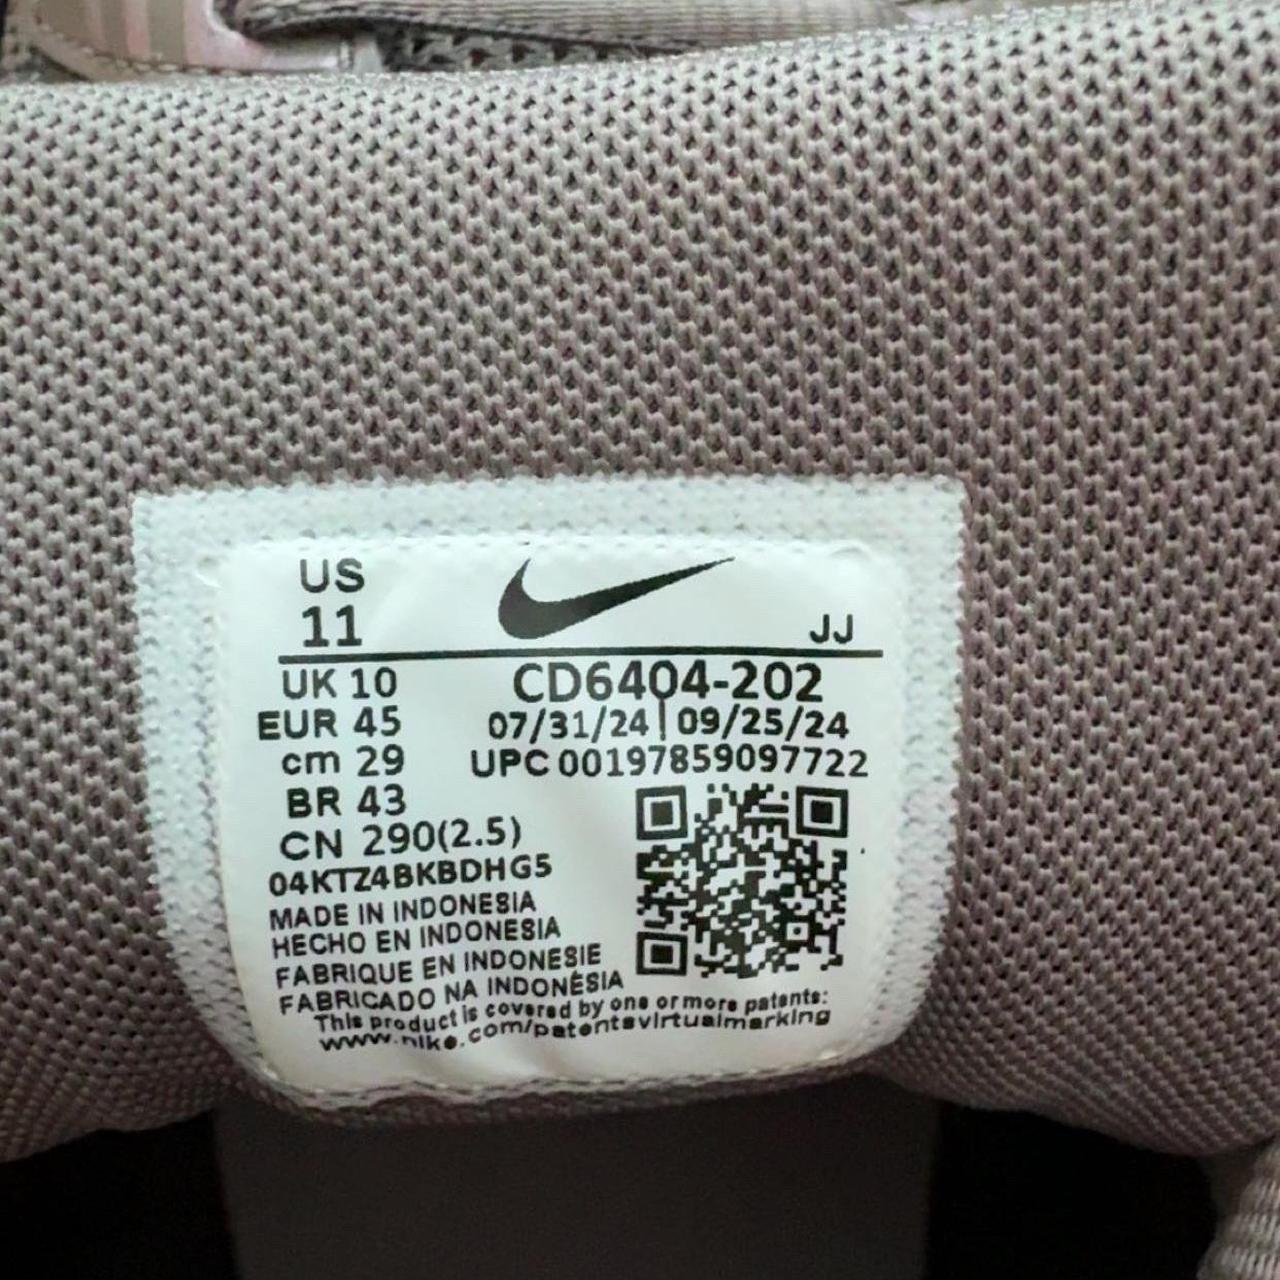 US
11
JJ
UK 10
CD6404-202
EUR 45
07/31/24 | 09/25/24
cm 29
UPC 00197859097722
BR 43
CN 290(2.5)
04KTZ4BKBDHG5
MADE IN INDONESIA
HECHO EN INDONESIA
FABRIQUE EN INDONESIE
FABRICADO NA INDONÉSIA
This product is covered by one or more patents:
www.nike.com/patentsvirtualmarking